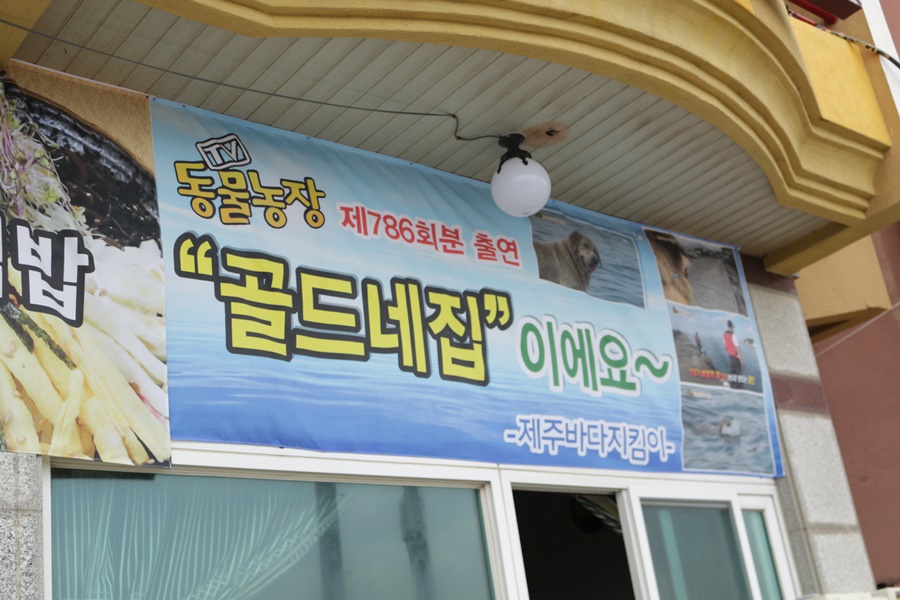 밥
TV
동물농장
제786회분 출연
“골드네집” 이에요~
-제주바다지킴이-